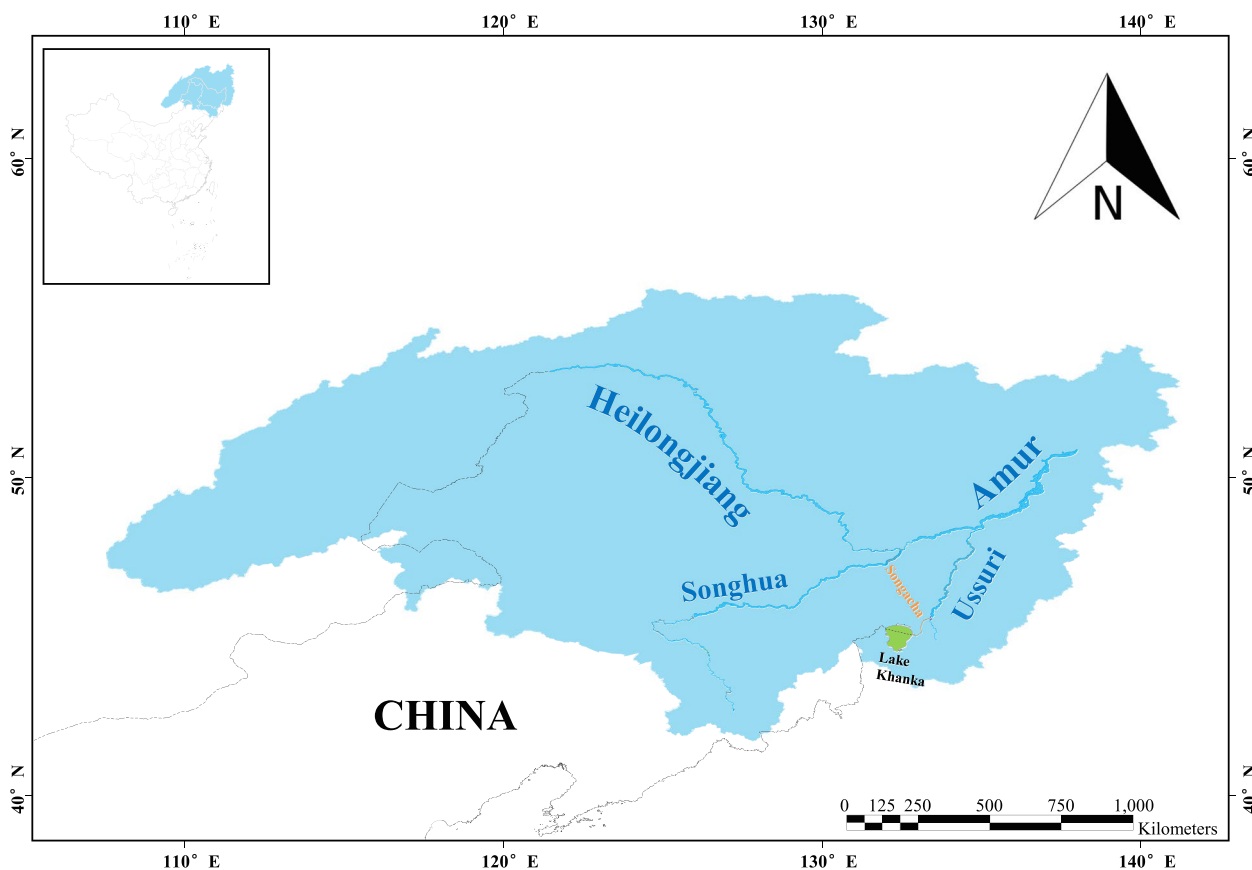 110° E 120° E 130° E 140° E
60° N 60° N
N
Heilongjiang
Amur
50° N 50° N
Songhua
Songacha
Ussuri
Lake
Khanka
CHINA
40° N 40° N
0 125 250 500 750 1,000
Kilometers
110° E 120° E 130° E 140° E